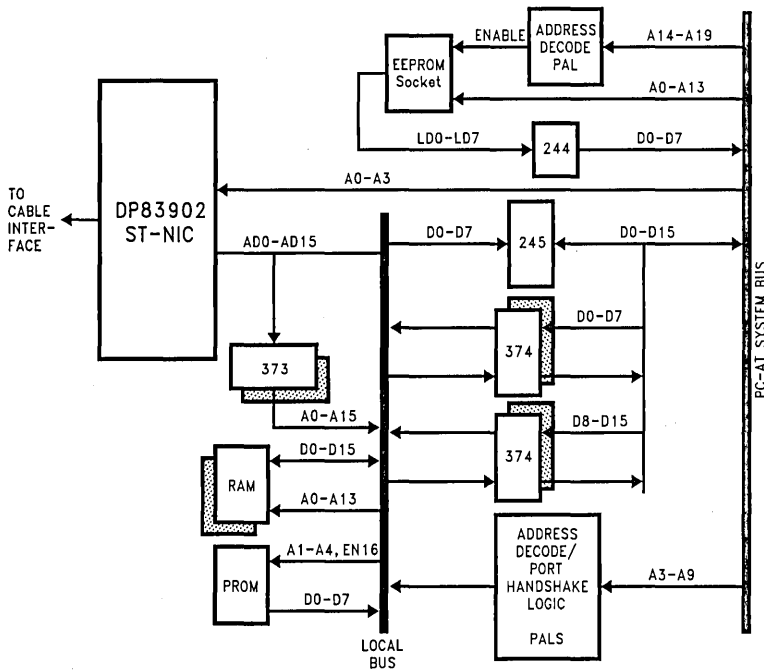 ENABLE
ADDRESS
DECODE
PAL
A14-A19
EEPROM
Socket
A0-A13
LD0-LD7
244
D0-D7
A0-A3
TO
CABLE
INTER-
FACE
DP83902
ST-NIC
AD0-AD15
D0-D7
245
D0-D15
PC-AT SYSTEM BUS
374
D0-D7
373
A0-A15
374
D8-D15
D0-D15
RAM
A0-A13
A1-A4, EN16
PROM
D0-D7
ADDRESS
DECODE/
PORT
HANDSHAKE
LOGIC
PALS
A3-A9
LOCAL
BUS